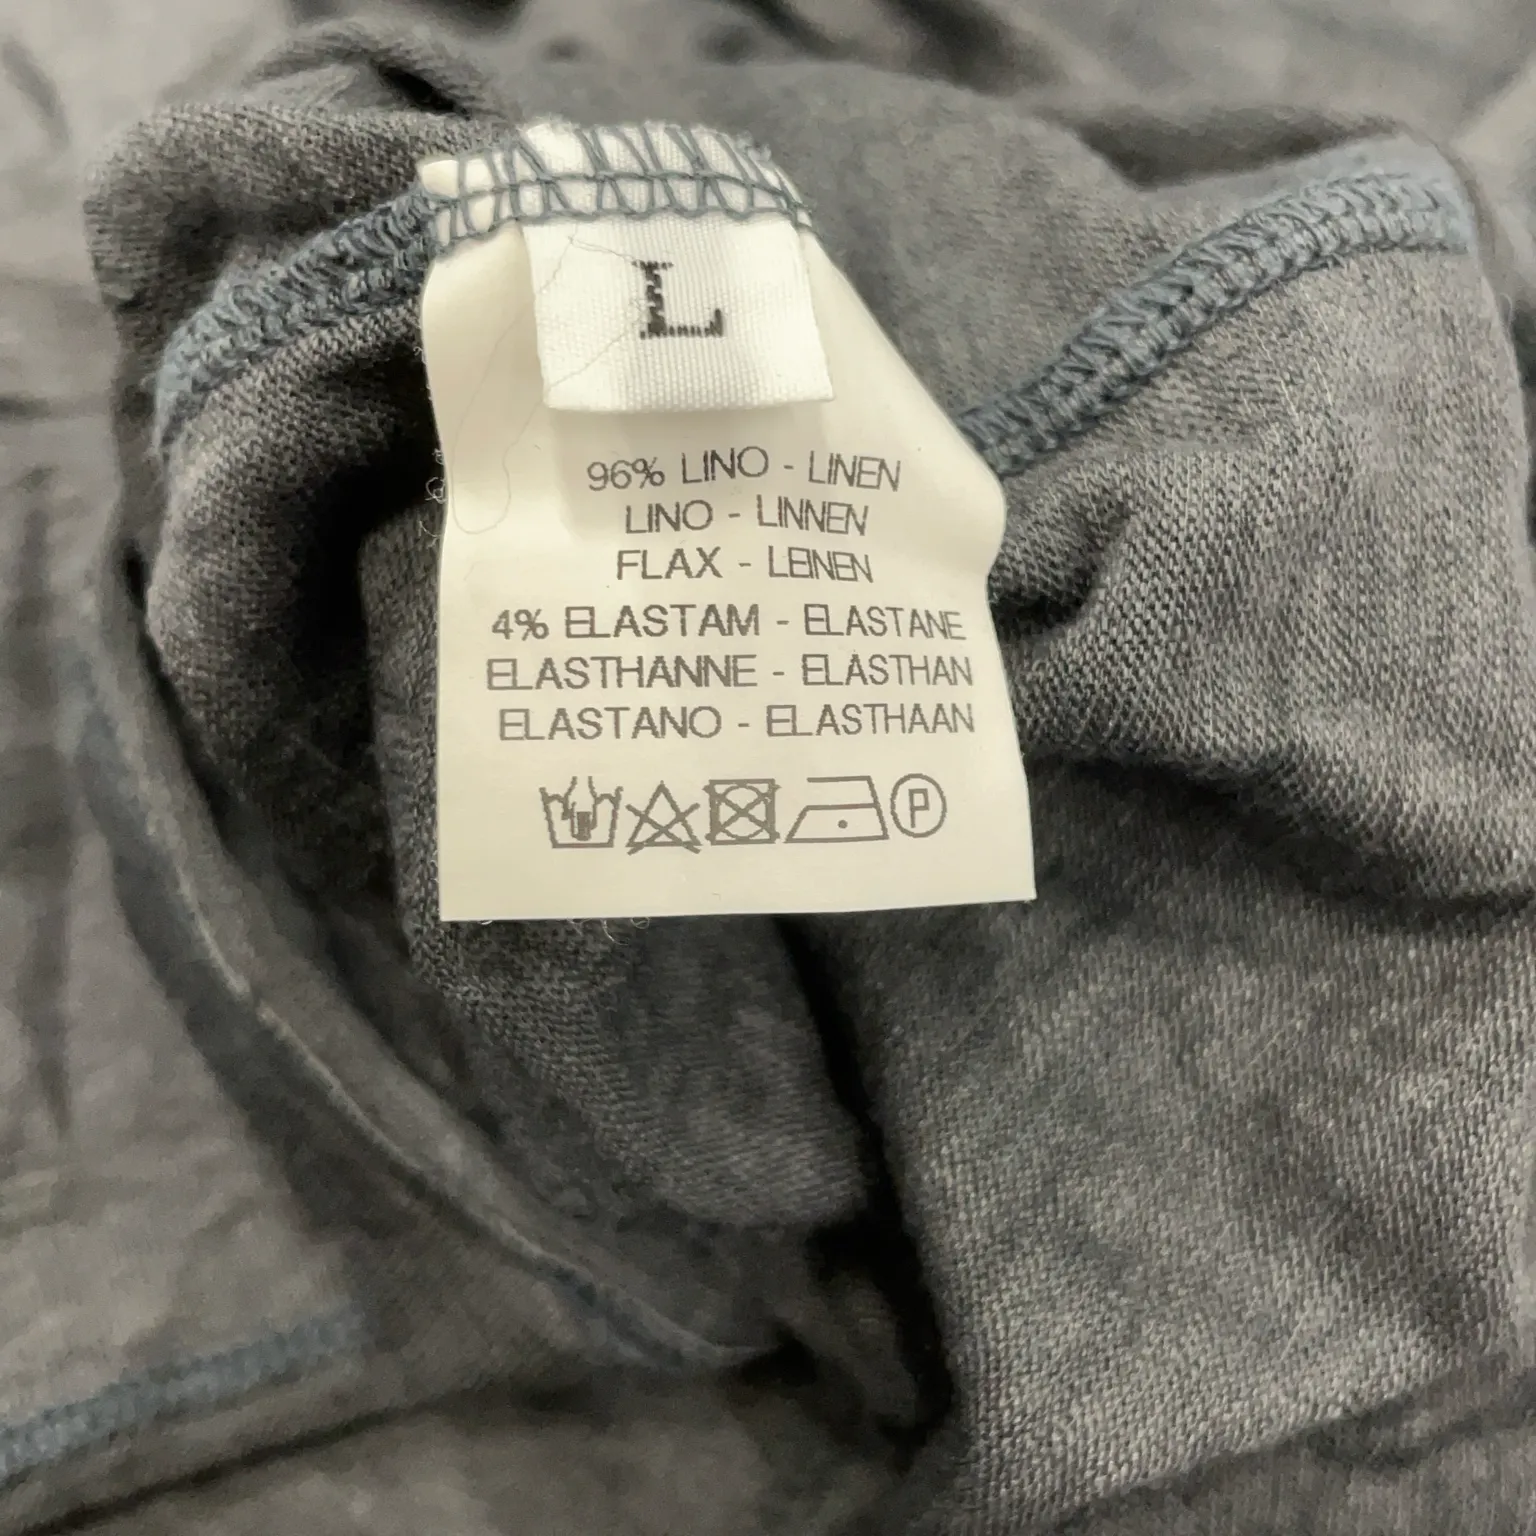 L
96% LINO - LINEN
LINO - LINNEN
FLAX - LEINEN
4% ELASTAM - ELASTANE
ELASTHANNE - ELASTHAN
ELASTANO - ELASTHAAN
P